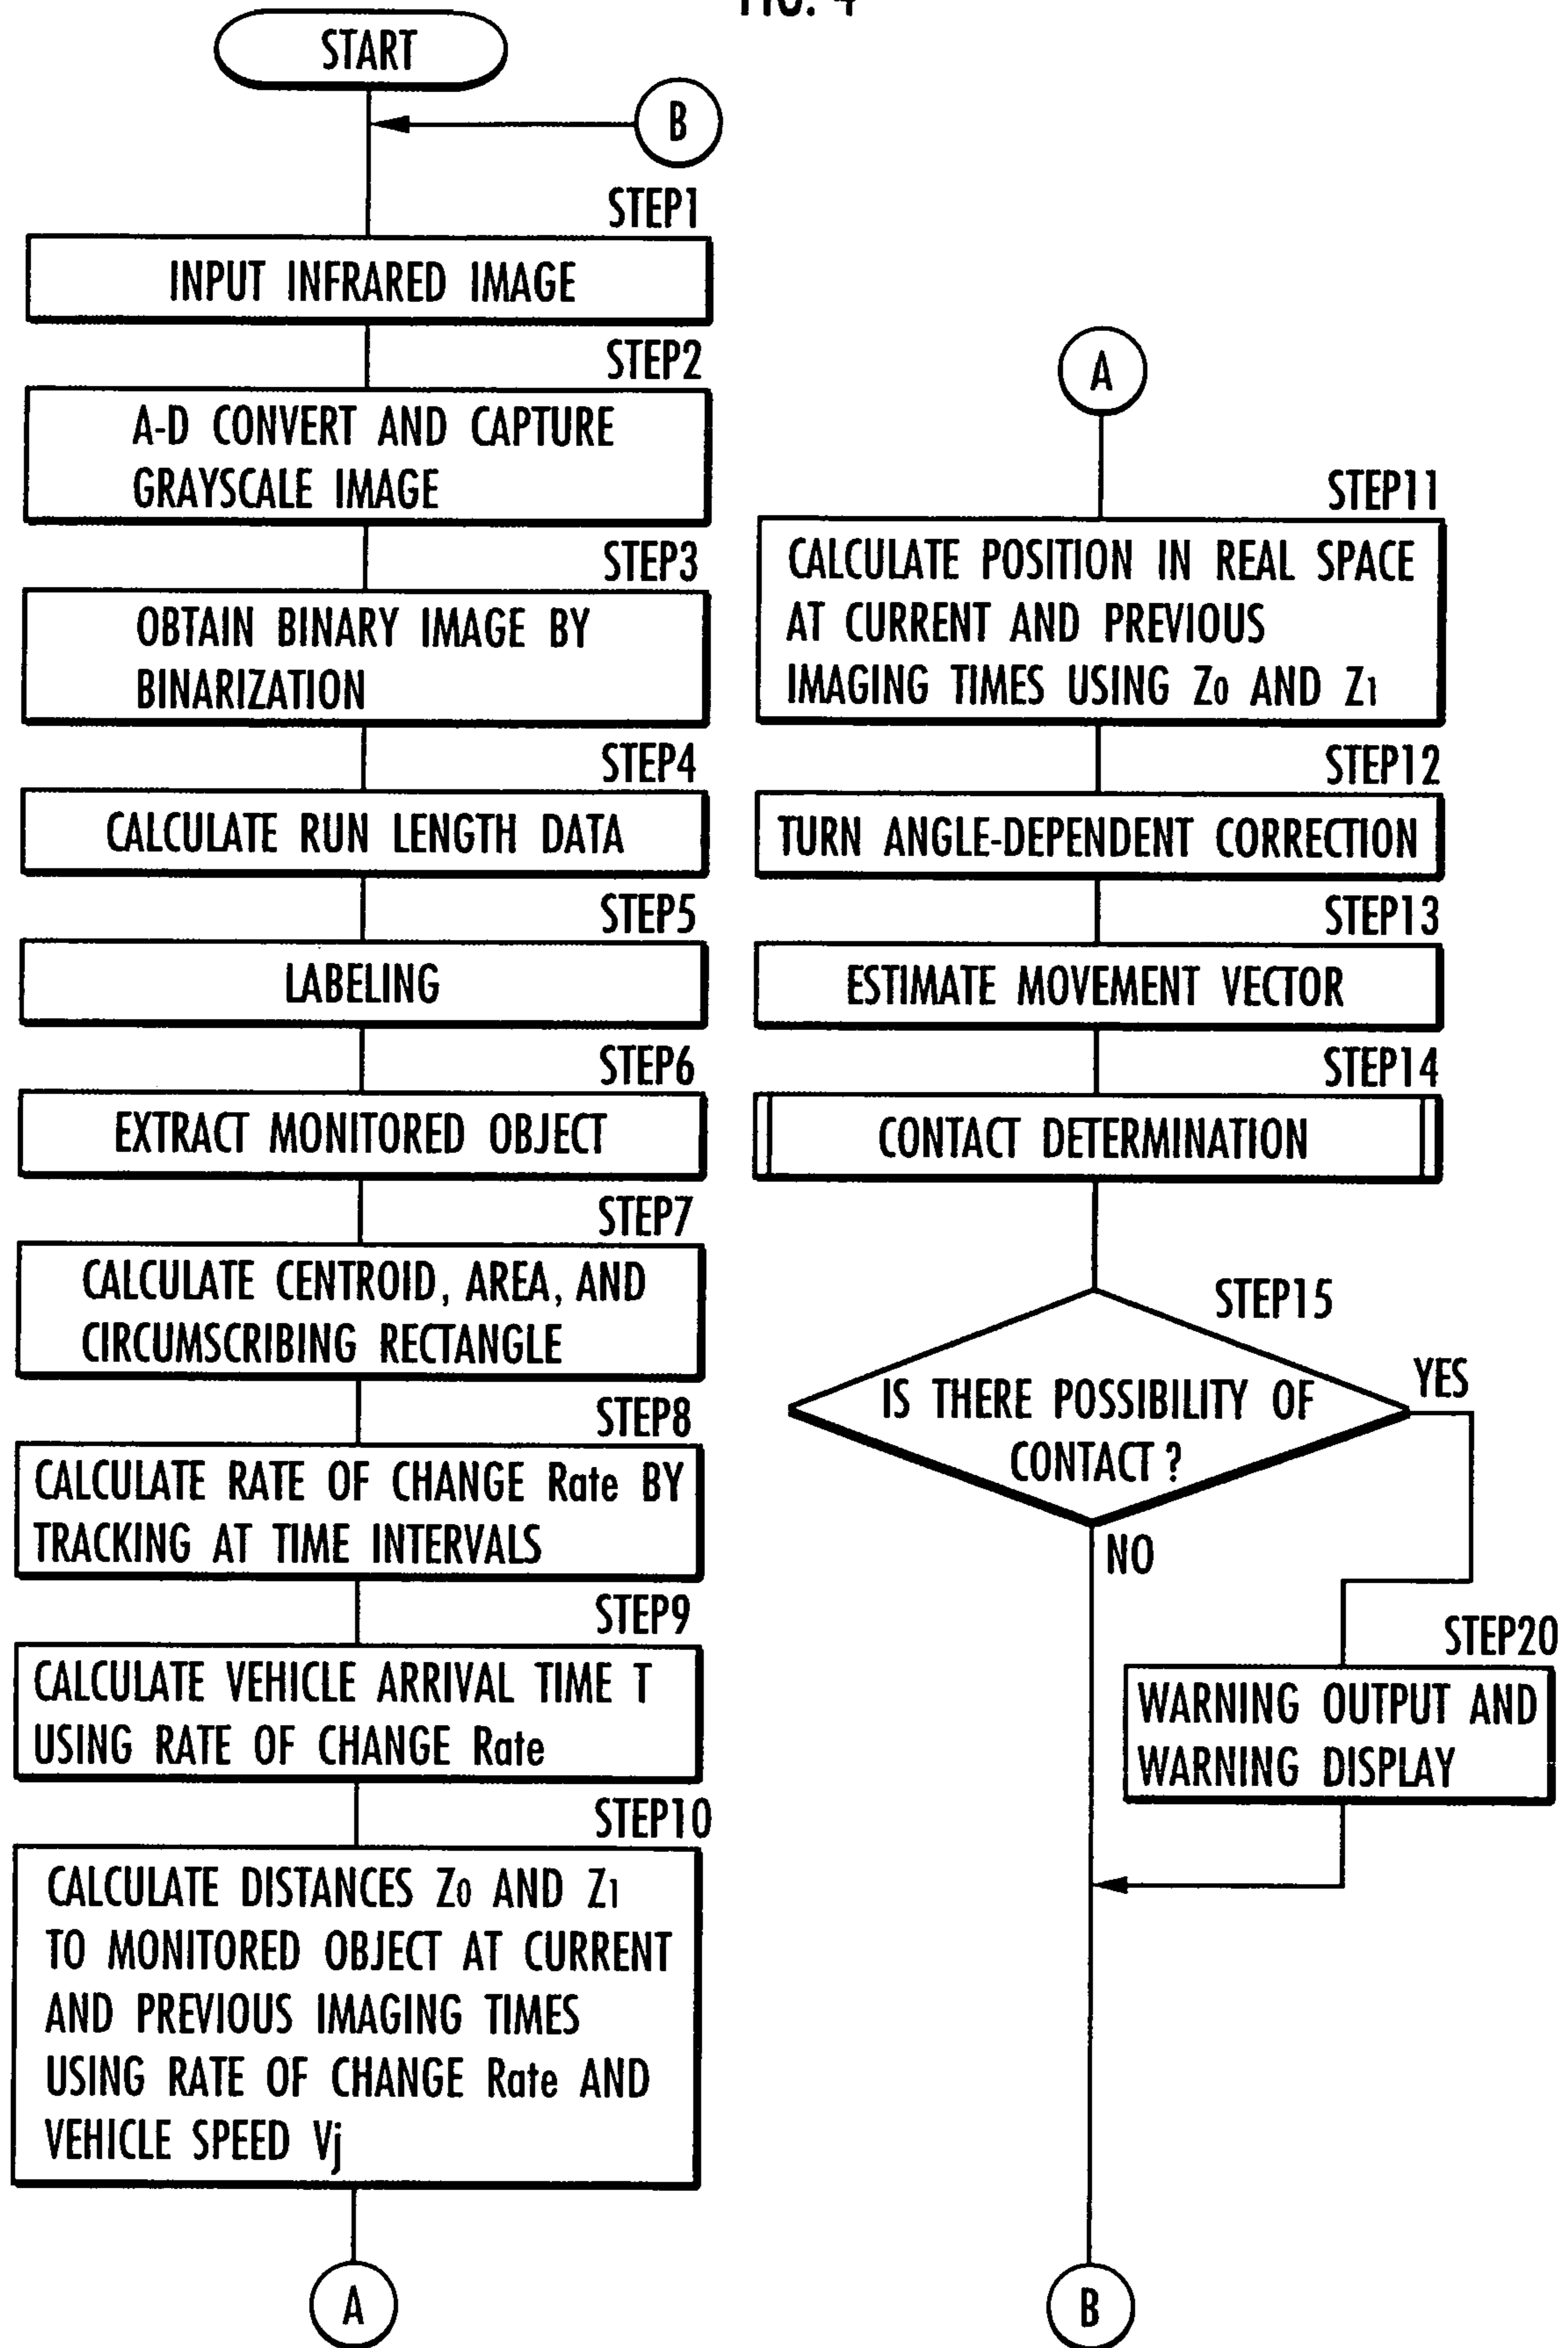 FIG. 4
START
B
STEP1
INPUT INFRARED IMAGE
STEP2
A-D CONVERT AND CAPTURE
GRAYSCALE IMAGE
STEP3
OBTAIN BINARY IMAGE BY
BINARIZATION
STEP4
CALCULATE RUN LENGTH DATA
STEP5
LABELING
STEP6
EXTRACT MONITORED OBJECT
STEP7
CALCULATE CENTROID, AREA, AND
CIRCUMSCRIBING RECTANGLE
STEP8
CALCULATE RATE OF CHANGE Rate BY
TRACKING AT TIME INTERVALS
STEP9
CALCULATE VEHICLE ARRIVAL TIME T
USING RATE OF CHANGE Rate
STEP10
CALCULATE DISTANCES Z0 AND Z1
TO MONITORED OBJECT AT CURRENT
AND PREVIOUS IMAGING TIMES
USING RATE OF CHANGE Rate AND
VEHICLE SPEED Vj
A
A
STEP11
CALCULATE POSITION IN REAL SPACE
AT CURRENT AND PREVIOUS
IMAGING TIMES USING Z0 AND Z1
STEP12
TURN ANGLE-DEPENDENT CORRECTION
STEP13
ESTIMATE MOVEMENT VECTOR
STEP14
CONTACT DETERMINATION
STEP15
IS THERE POSSIBILITY OF
CONTACT?
YES
NO
STEP20
WARNING OUTPUT AND
WARNING DISPLAY
B